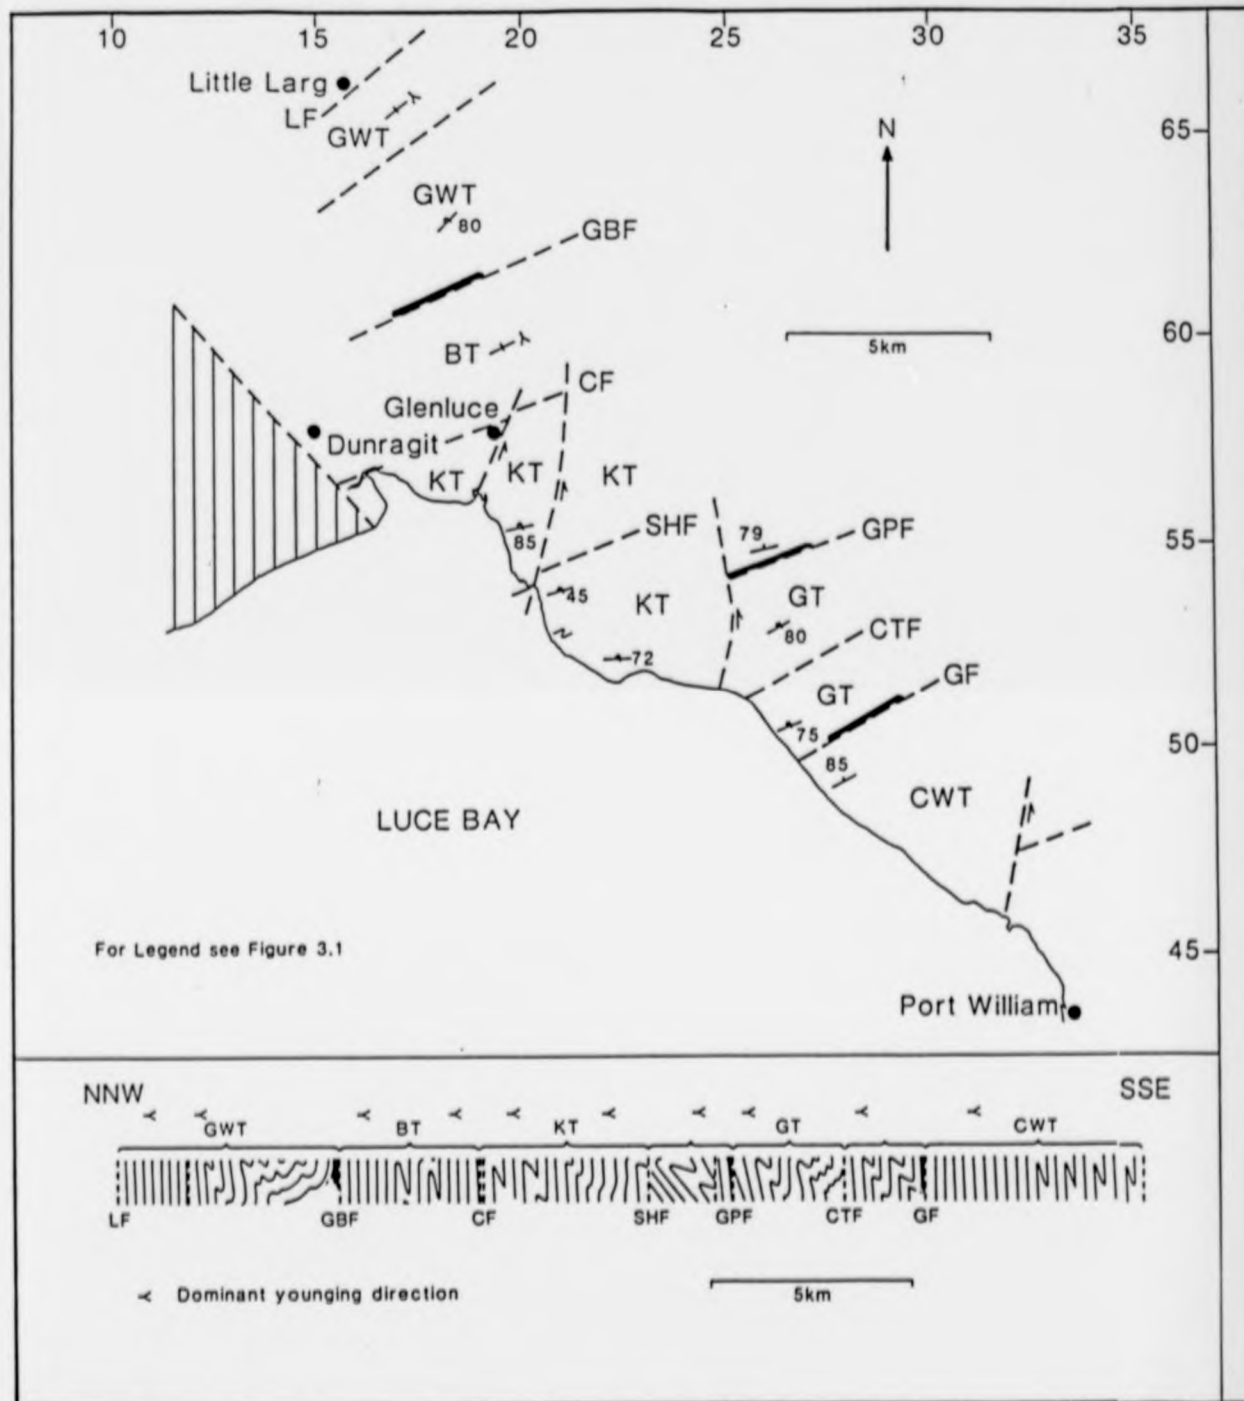 10 15 20 25 30 35
Little Larg
LF
GWT
65
N
GWT
80
GBF
60
5km
BT
CF
Glenluce
Dunragit
KT KT KT
SHF
79
GPF
55
85
GT
45
KT
80
CTF
72
GF
GT
75
50
85
CWT
LUCE BAY
For Legend see Figure 3.1
45
Port William
NNW SSE
GWT BT KT GT CWT
LF GBF CF SHF GPF CTF GF
Dominant younging direction
5km